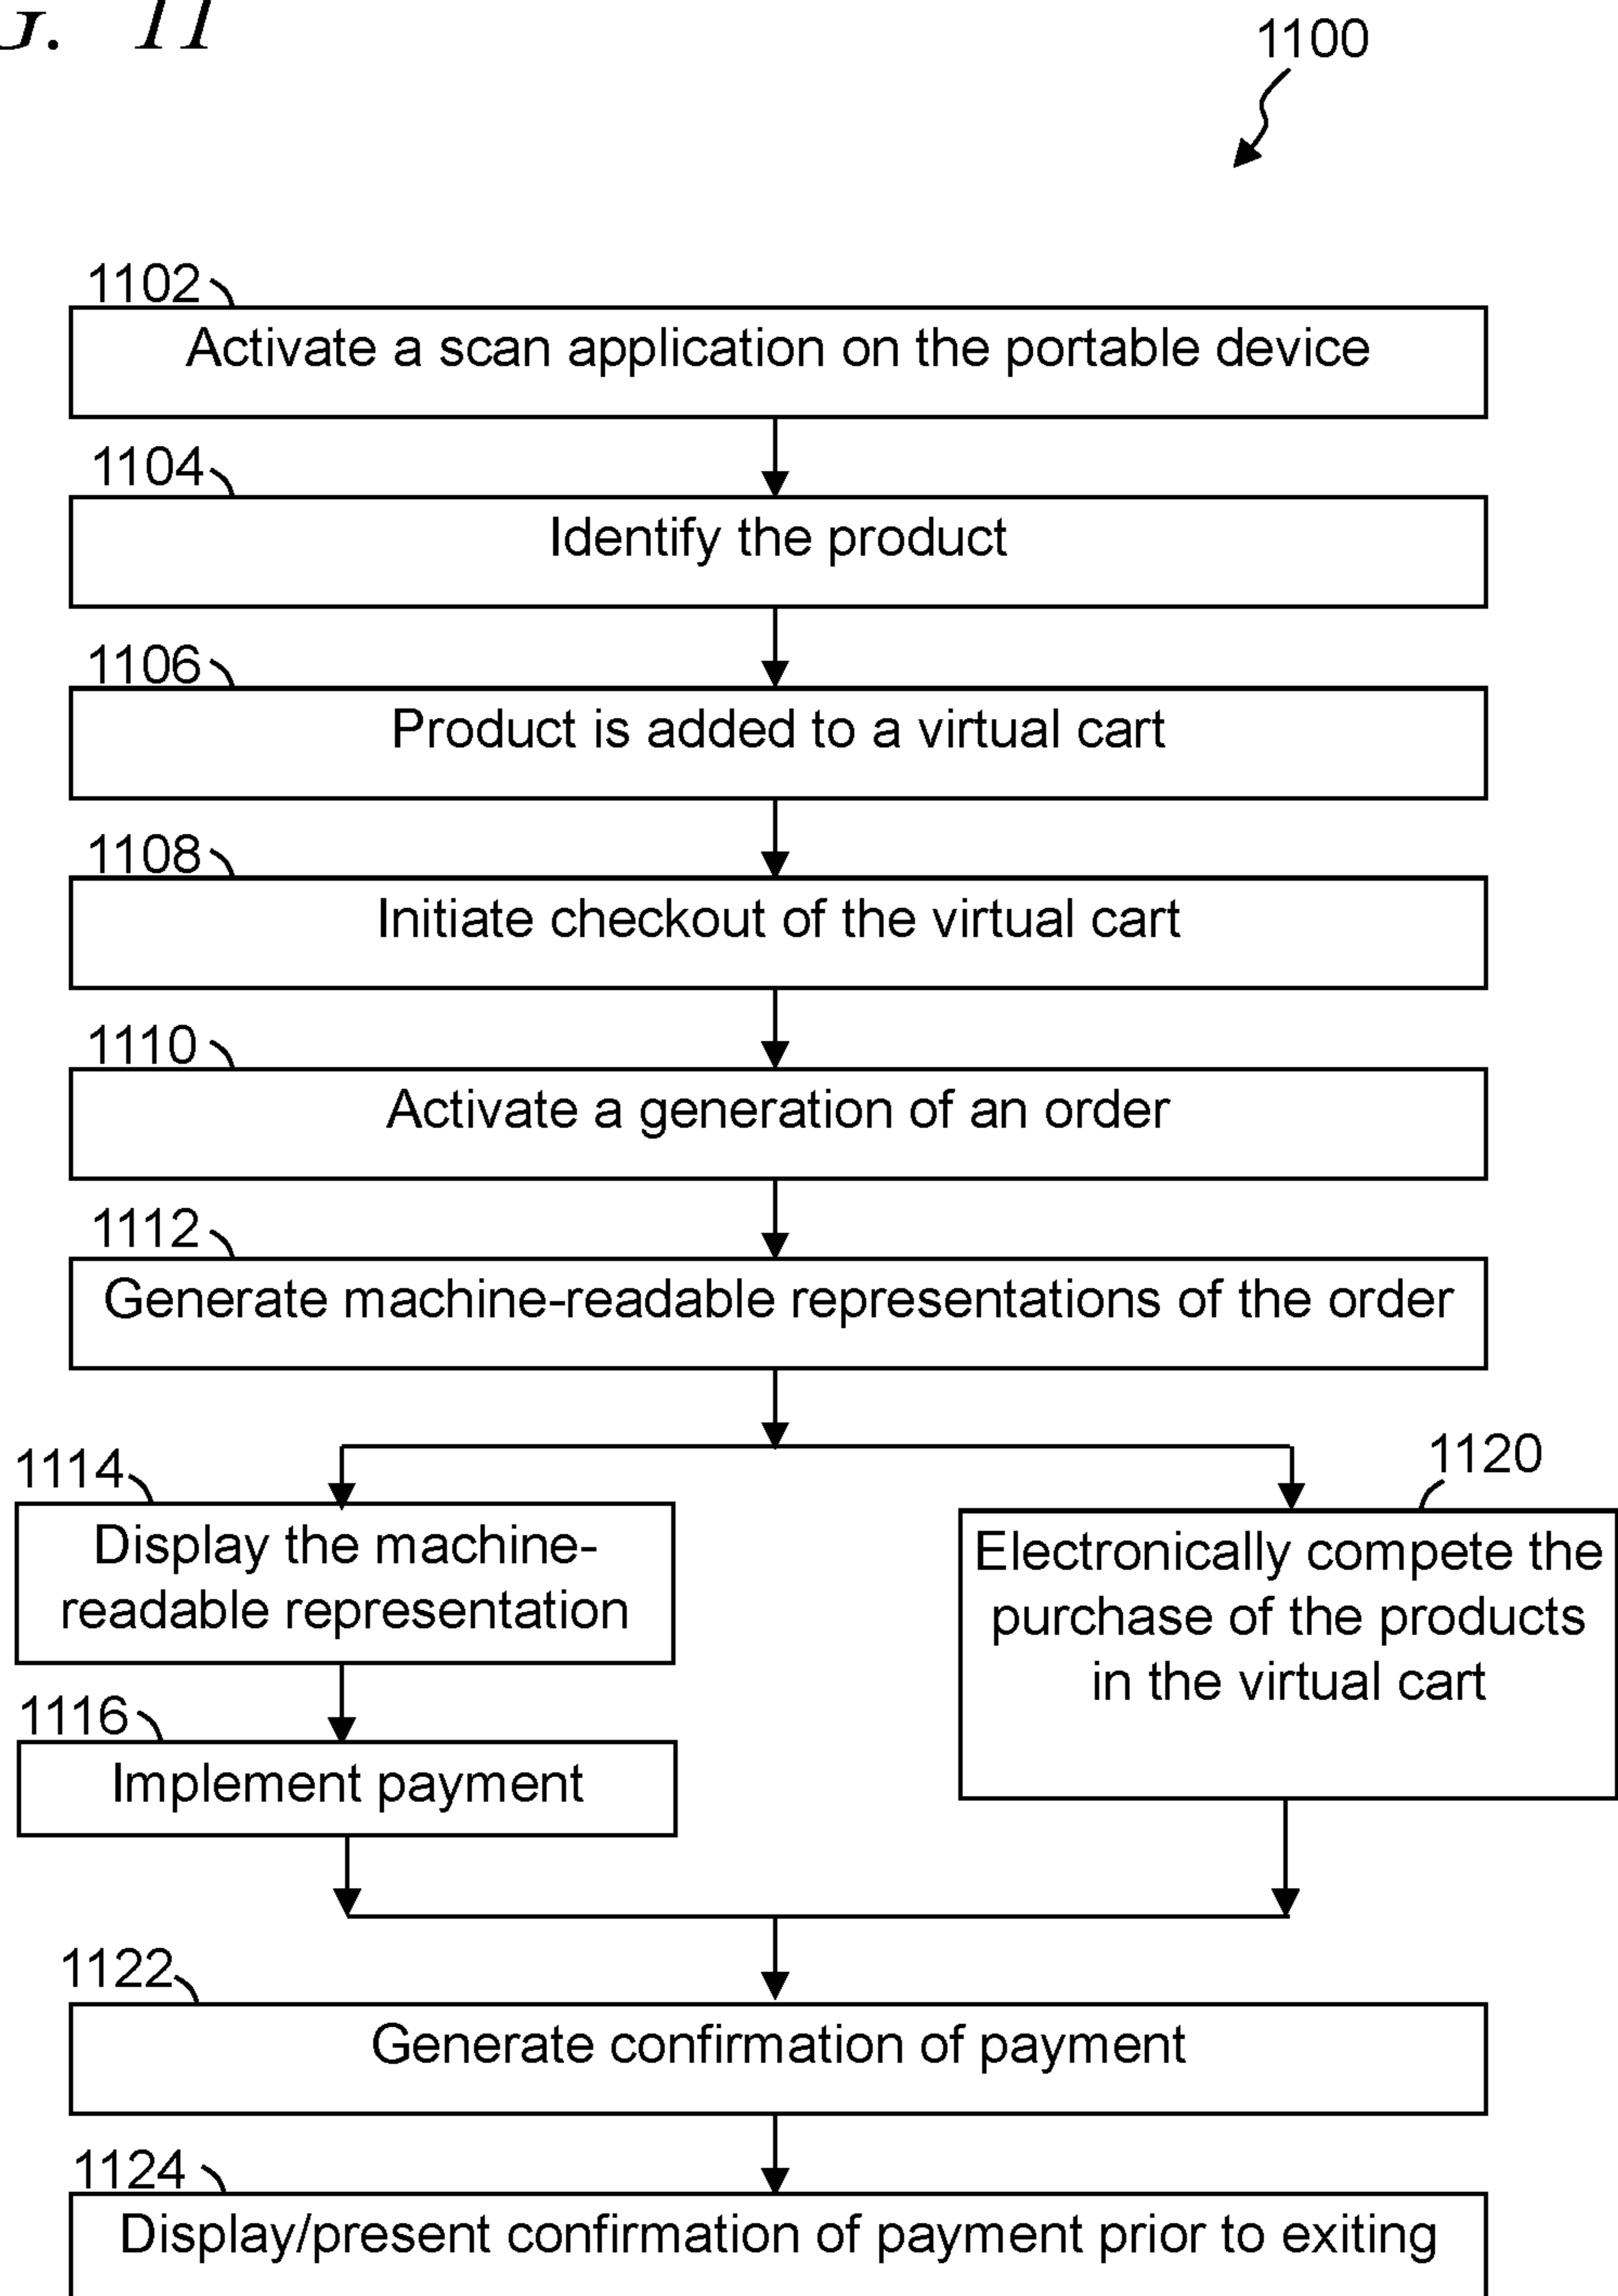 G. 11
1100
1102
Activate a scan application on the portable device
1104
Identify the product
1106
Product is added to a virtual cart
1108
Initiate checkout of the virtual cart
1110
Activate a generation of an order
1112
Generate machine-readable representations of the order
1114
Display the machine-
readable representation
1116
Implement payment
1120
Electronically compete the
purchase of the products
in the virtual cart
1122
Generate confirmation of payment
1124
Display/present confirmation of payment prior to exiting